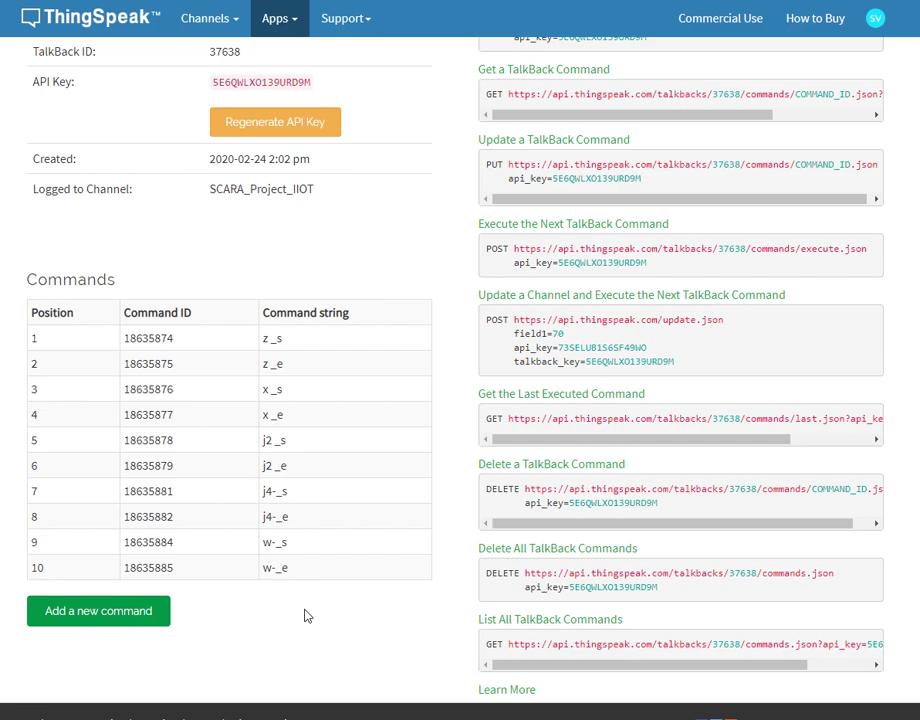 ThingSpeak™ Channels Apps Support Commercial Use How to Buy SV
TalkBack ID: 37638
API Key: 5E6QWLXO139URD9M
Regenerate API Key
Created: 2020-02-24 2:02 pm
Logged to Channel: SCARA_Project_IIOT
Commands
Position Command ID Command string
1 18635874 z _s
2 18635875 z _e
3 18635876 x _s
4 18635877 x _e
5 18635878 j2 _s
6 18635879 j2 _e
7 18635881 j4-_s
8 18635882 j4-_e
9 18635884 w-_s
10 18635885 w-_e
Add a new command
api_key=5E6QWLXO139URD9M
Get a TalkBack Command
GET https://api.thingspeak.com/talkbacks/37638/commands/COMMAND_ID.json?
Update a TalkBack Command
PUT https://api.thingspeak.com/talkbacks/37638/commands/COMMAND_ID.json
api_key=5E6QWLXO139URD9M
Execute the Next TalkBack Command
POST https://api.thingspeak.com/talkbacks/37638/commands/execute.json
api_key=5E6QWLXO139URD9M
Update a Channel and Execute the Next TalkBack Command
POST https://api.thingspeak.com/update.json
field1=70
api_key=73SELUB1S6SF49WO
talkback_key=5E6QWLXO139URD9M
Get the Last Executed Command
GET https://api.thingspeak.com/talkbacks/37638/commands/last.json?api_ke
Delete a TalkBack Command
DELETE https://api.thingspeak.com/talkbacks/37638/commands/COMMAND_ID.js
api_key=5E6QWLXO139URD9M
Delete All TalkBack Commands
DELETE https://api.thingspeak.com/talkbacks/37638/commands.json
api_key=5E6QWLXO139URD9M
List All TalkBack Commands
GET https://api.thingspeak.com/talkbacks/37638/commands.json?api_key=5E6
Learn More